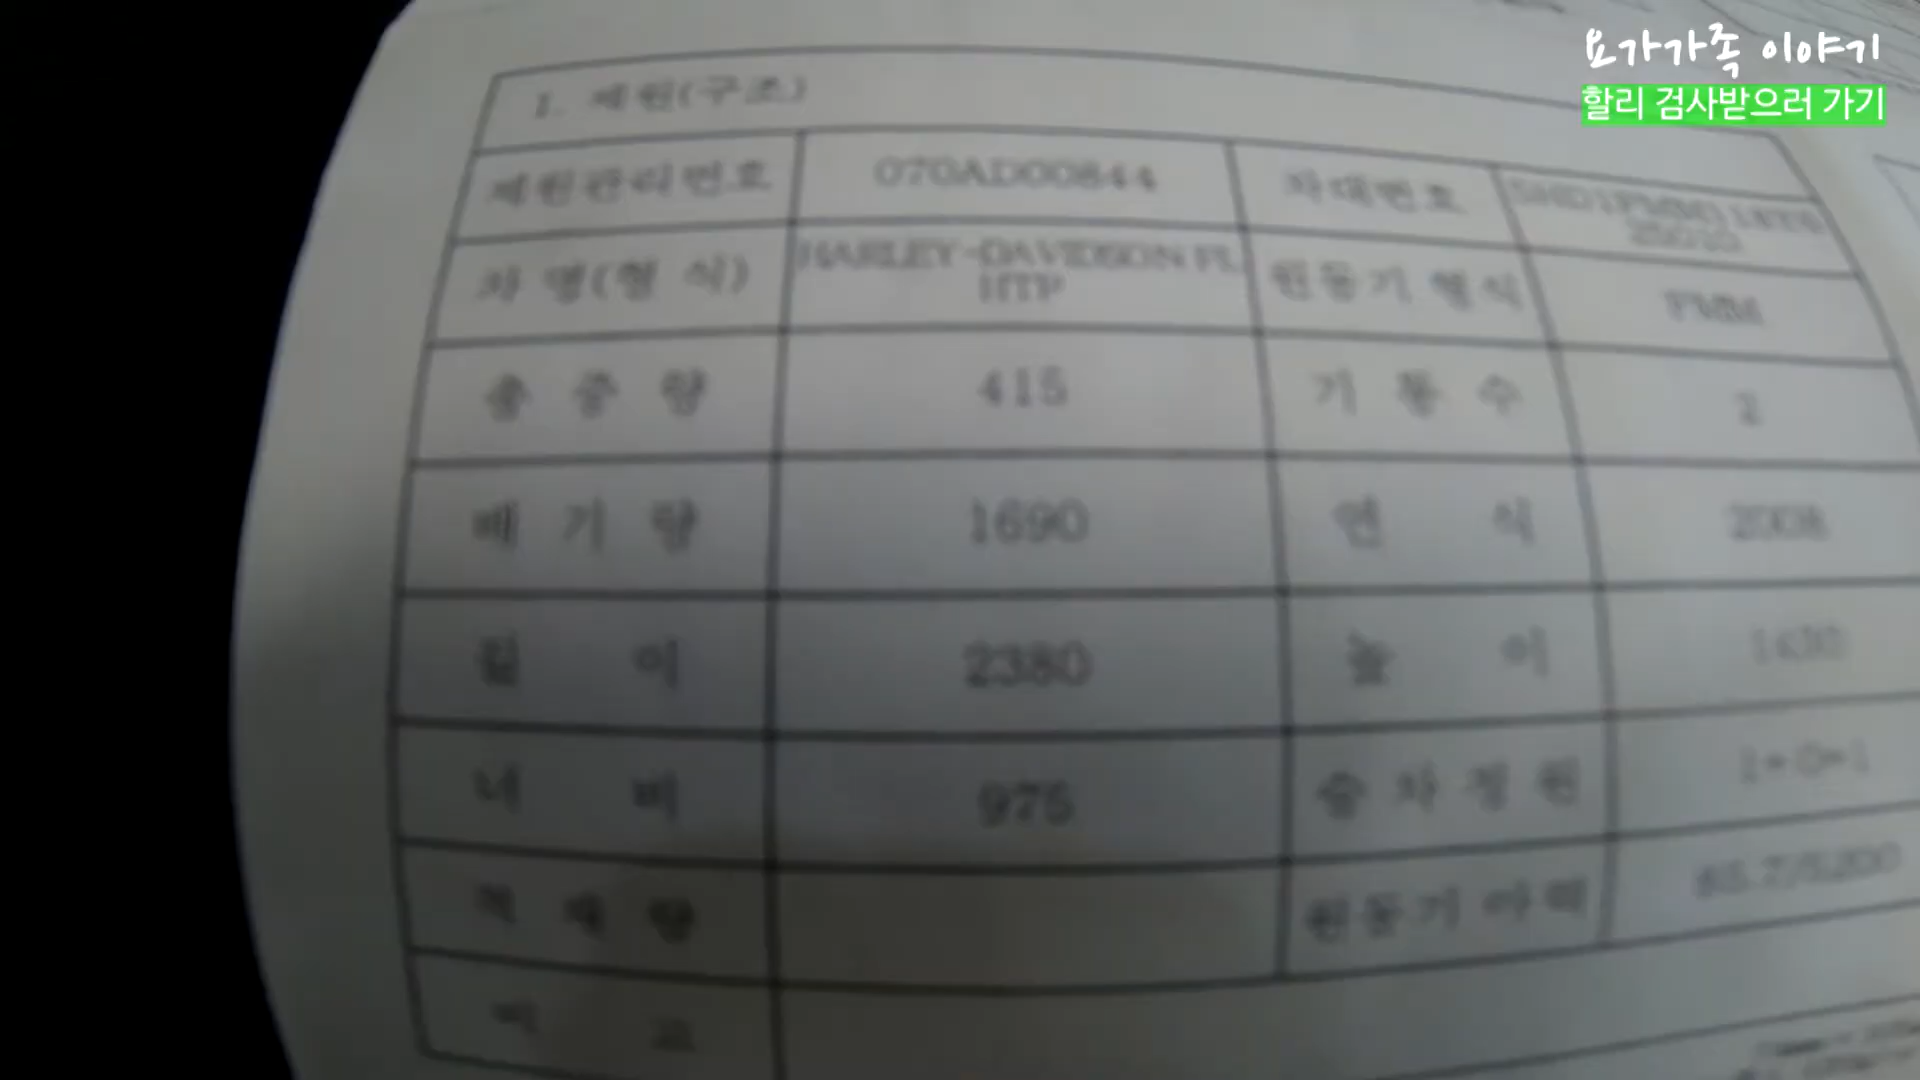 요가가족 이야기
할리 검사받으러 가기
1. 제원(구조)
제원관리번호 070AD00844 차대번호
차 명(형 식) HARLEY-DAVIDSON FL 원동기 형식 FMM
HTP
총 중 량 415 기 통 수 2
배 기 량 1690 연 식 2008
길 이 2380 높 이
너 비 975 승 차 정 원
적 재 량 원동기 마력
비 고